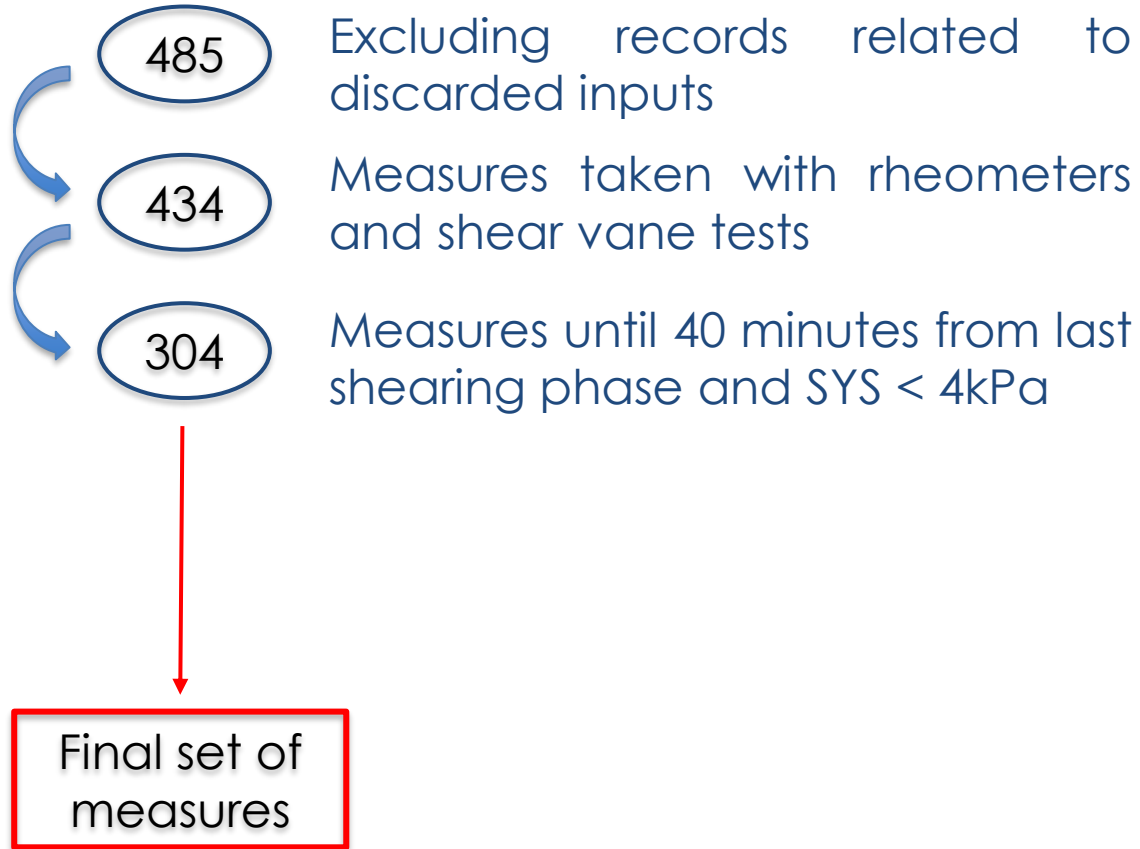 485
Excluding records related to
discarded inputs
434
Measures taken with rheometers
and shear vane tests
304
Measures until 40 minutes from last
shearing phase and SYS < 4kPa
Final set of
measures